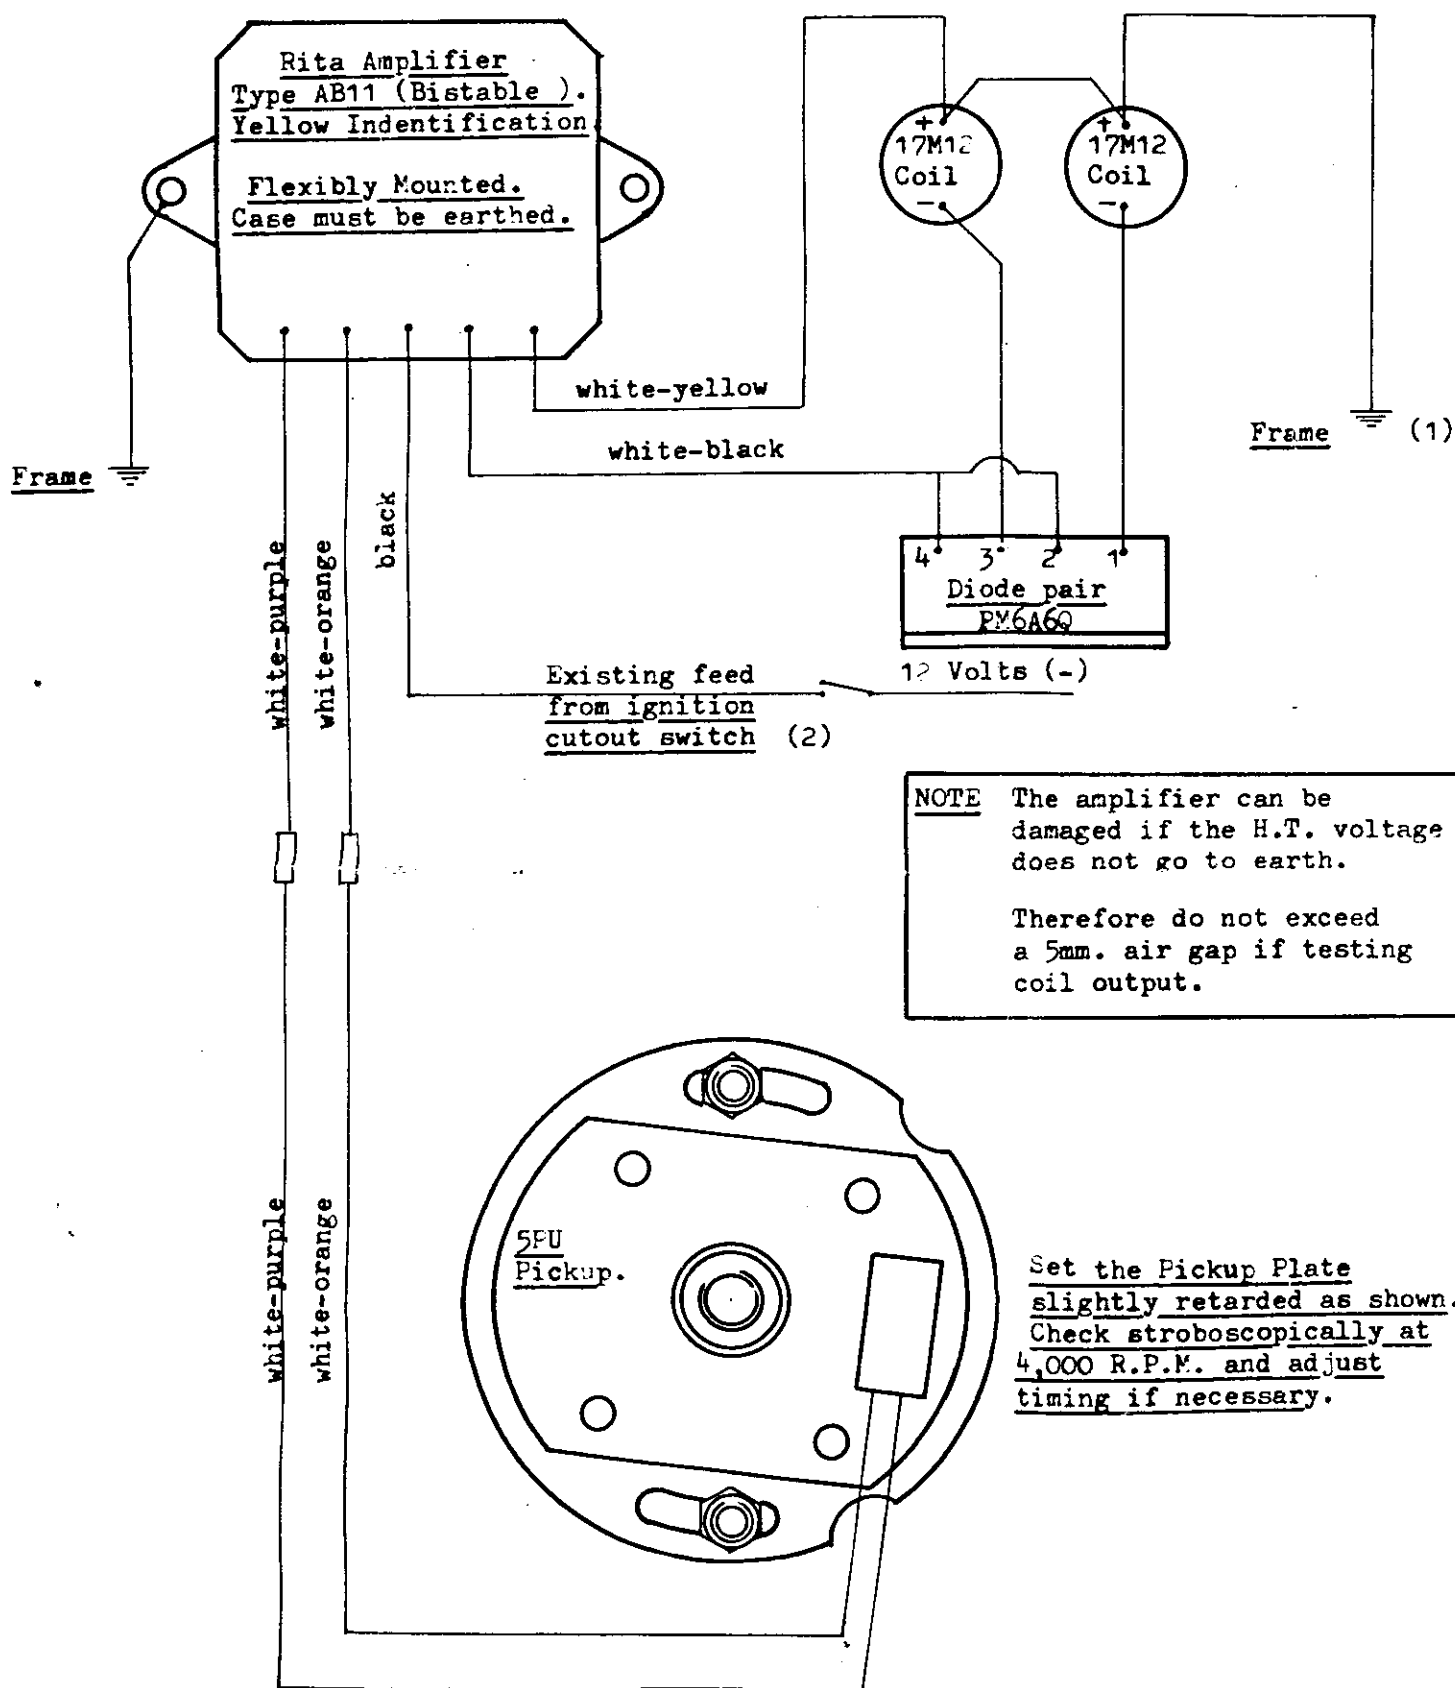 Rita Amplifier
Type AB11 (Bistable ).
Yellow Indentification
Flexibly Mounted.
Case must be earthed.
+
17M12
Coil
-
+
17M12
Coil
-
white-yellow
white-black
Frame
Frame (1)
black
white-purple
white-orange
4 3 2 1
Diode pair
PM6A6Q
12 Volts (-)
Existing feed
from ignition
cutout switch (2)
NOTE The amplifier can be
damaged if the H.T. voltage
does not go to earth.
Therefore do not exceed
a 5mm. air gap if testing
coil output.
white-purple
white-orange
5PU
Pickup.
Set the Pickup Plate
slightly retarded as shown.
Check stroboscopically at
4,000 R.P.M. and adjust
timing if necessary.